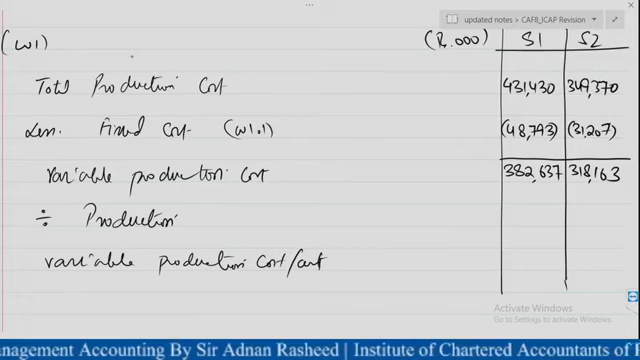 updated notes > CAF8_ICAP Revision
(W1) (R.000) S1 S2
Total Production Cost 431,430 349,370
Less. Fixed Cost (W1.1) (48,793) (31,207)
variable production cost 382,637 318,163
÷ Production
variable production cost/unit
Activate Windows
Go to Settings to activate Windows.
anagement Accounting By Sir Adnan Rasheed | Institute of Chartered Accountants of P